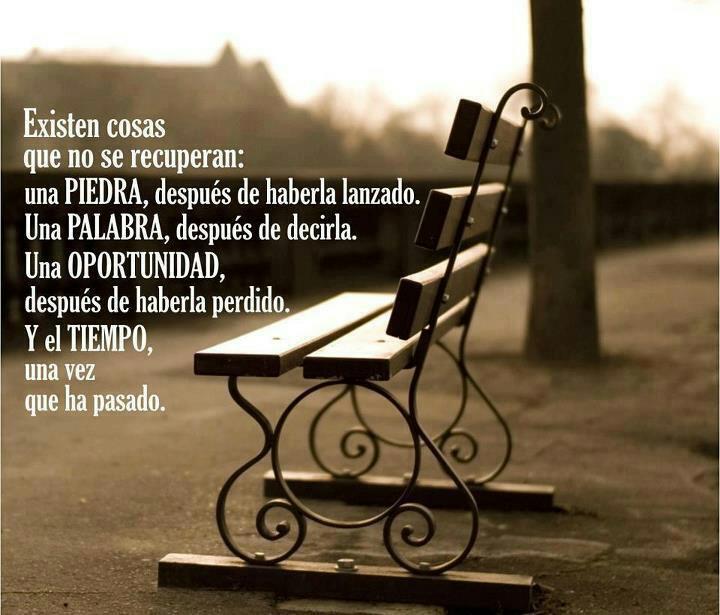 Existen cosas
que no se recuperan:
una PIEDRA, después de haberla lanzado.
Una PALABRA, después de decirla.
Una OPORTUNIDAD,
después de haberla perdido.
Y el TIEMPO,
una vez
que ha pasado.